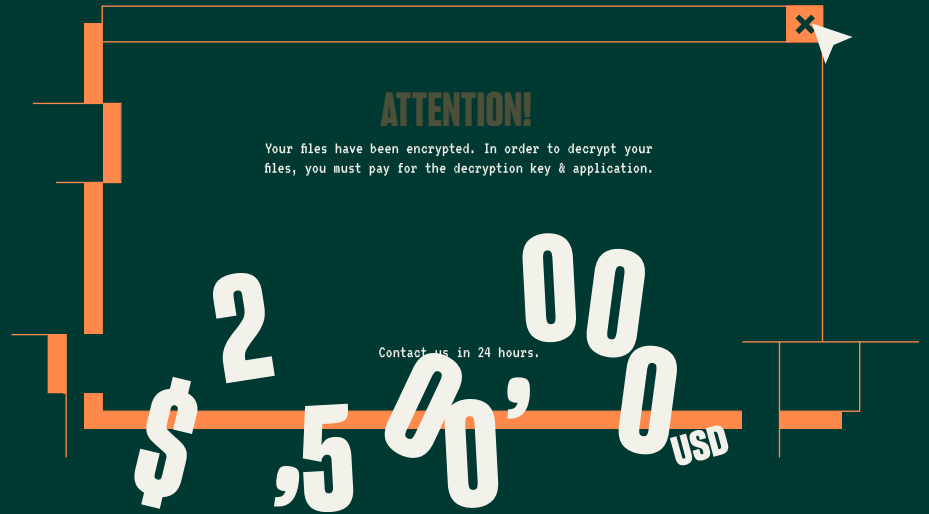 ATTENTION!
Your files have been encrypted. In order to decrypt your
files, you must pay for the decryption key & application.
$2,500,000 USD
Contact us in 24 hours.